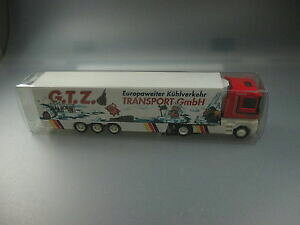 G.T.Z.
Europaweiter Kühlverkehr
TRANSPORT GmbH